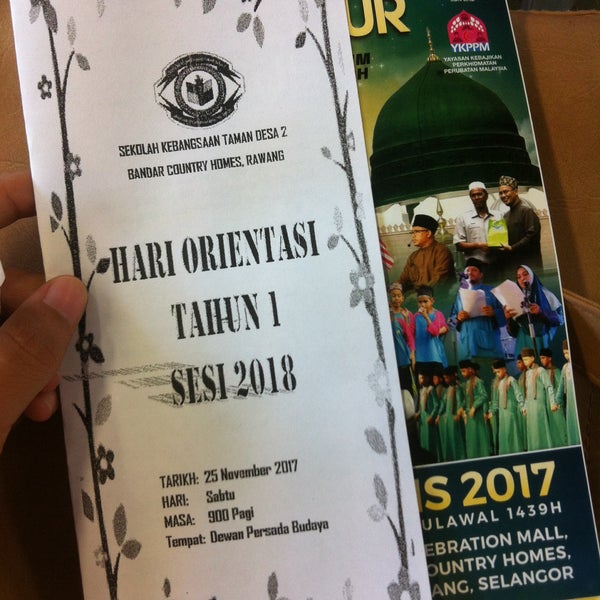 SEKOLAH KEBANGSAAN TAMAN DESA 2
BANDAR COUNTRY HOMES, RAWANG
HARI ORIENTASI
TAHUN 1
SESI 2018
TARIKH: 25 November 2017
HARI: Sabtu
MASA: 900 Pagi
Tempat: Dewan Persada Budaya
UR
YKPPM
YAYASAN KEBAJIKAN
PERKHIDMATAN
PERUBATAN MALAYSIA
M
H
IS 2017
ULAWAL 1439H
EBRATION MALL,
COUNTRY HOMES,
ANG, SELANGOR